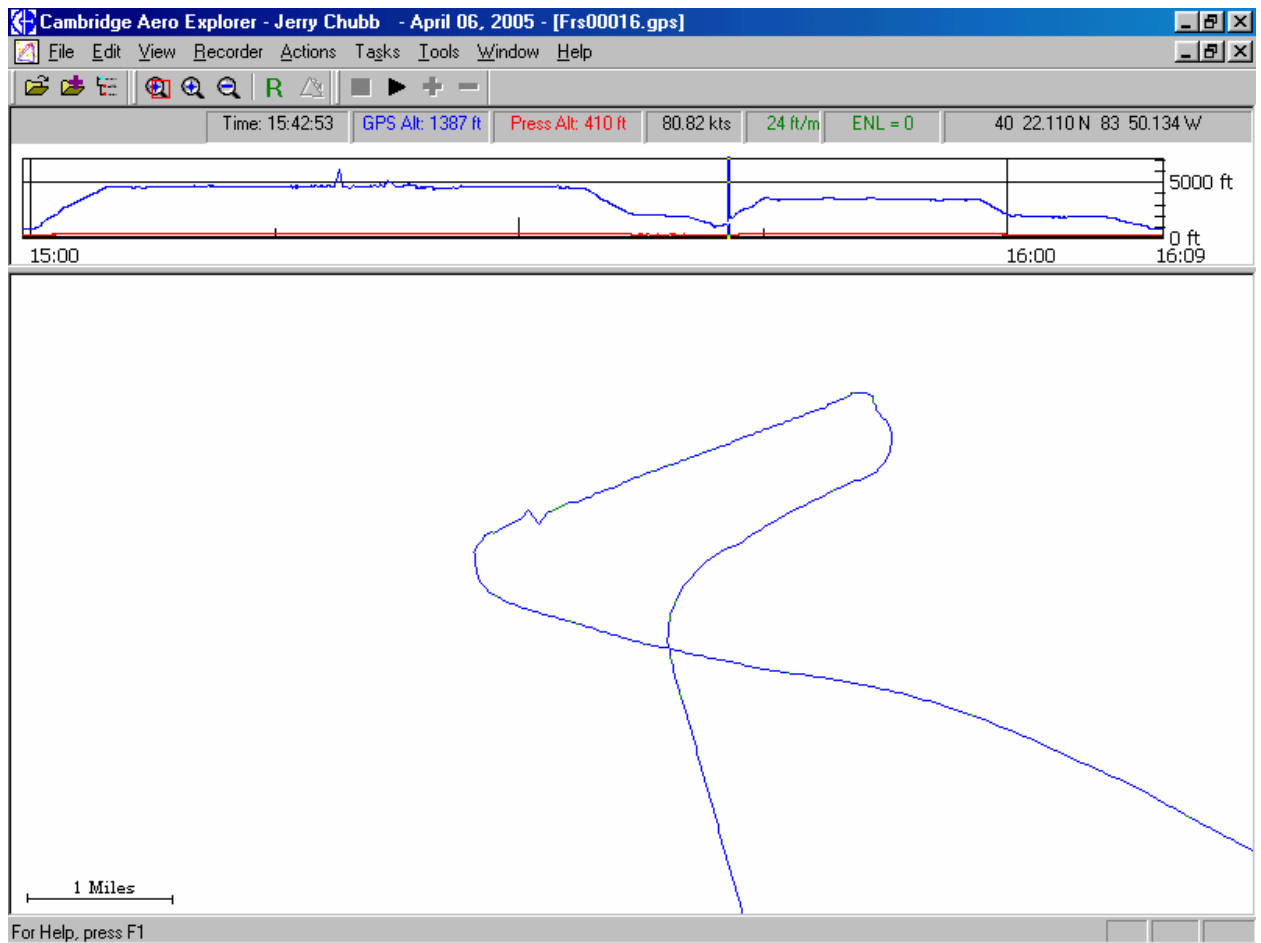 Cambridge Aero Explorer - Jerry Chubb   - April 06, 2005 - [Frs00016.gps]
File Edit View Recorder Actions Tasks Tools Window Help
R
Time: 15:42:53 GPS Alt: 1387 ft Press Alt: 410 ft 80.82 kts 24 ft/m ENL = 0 40 22.110 N 83 50.134 W
5000 ft
0 ft
15:00 16:00 16:09
1 Miles
For Help, press F1